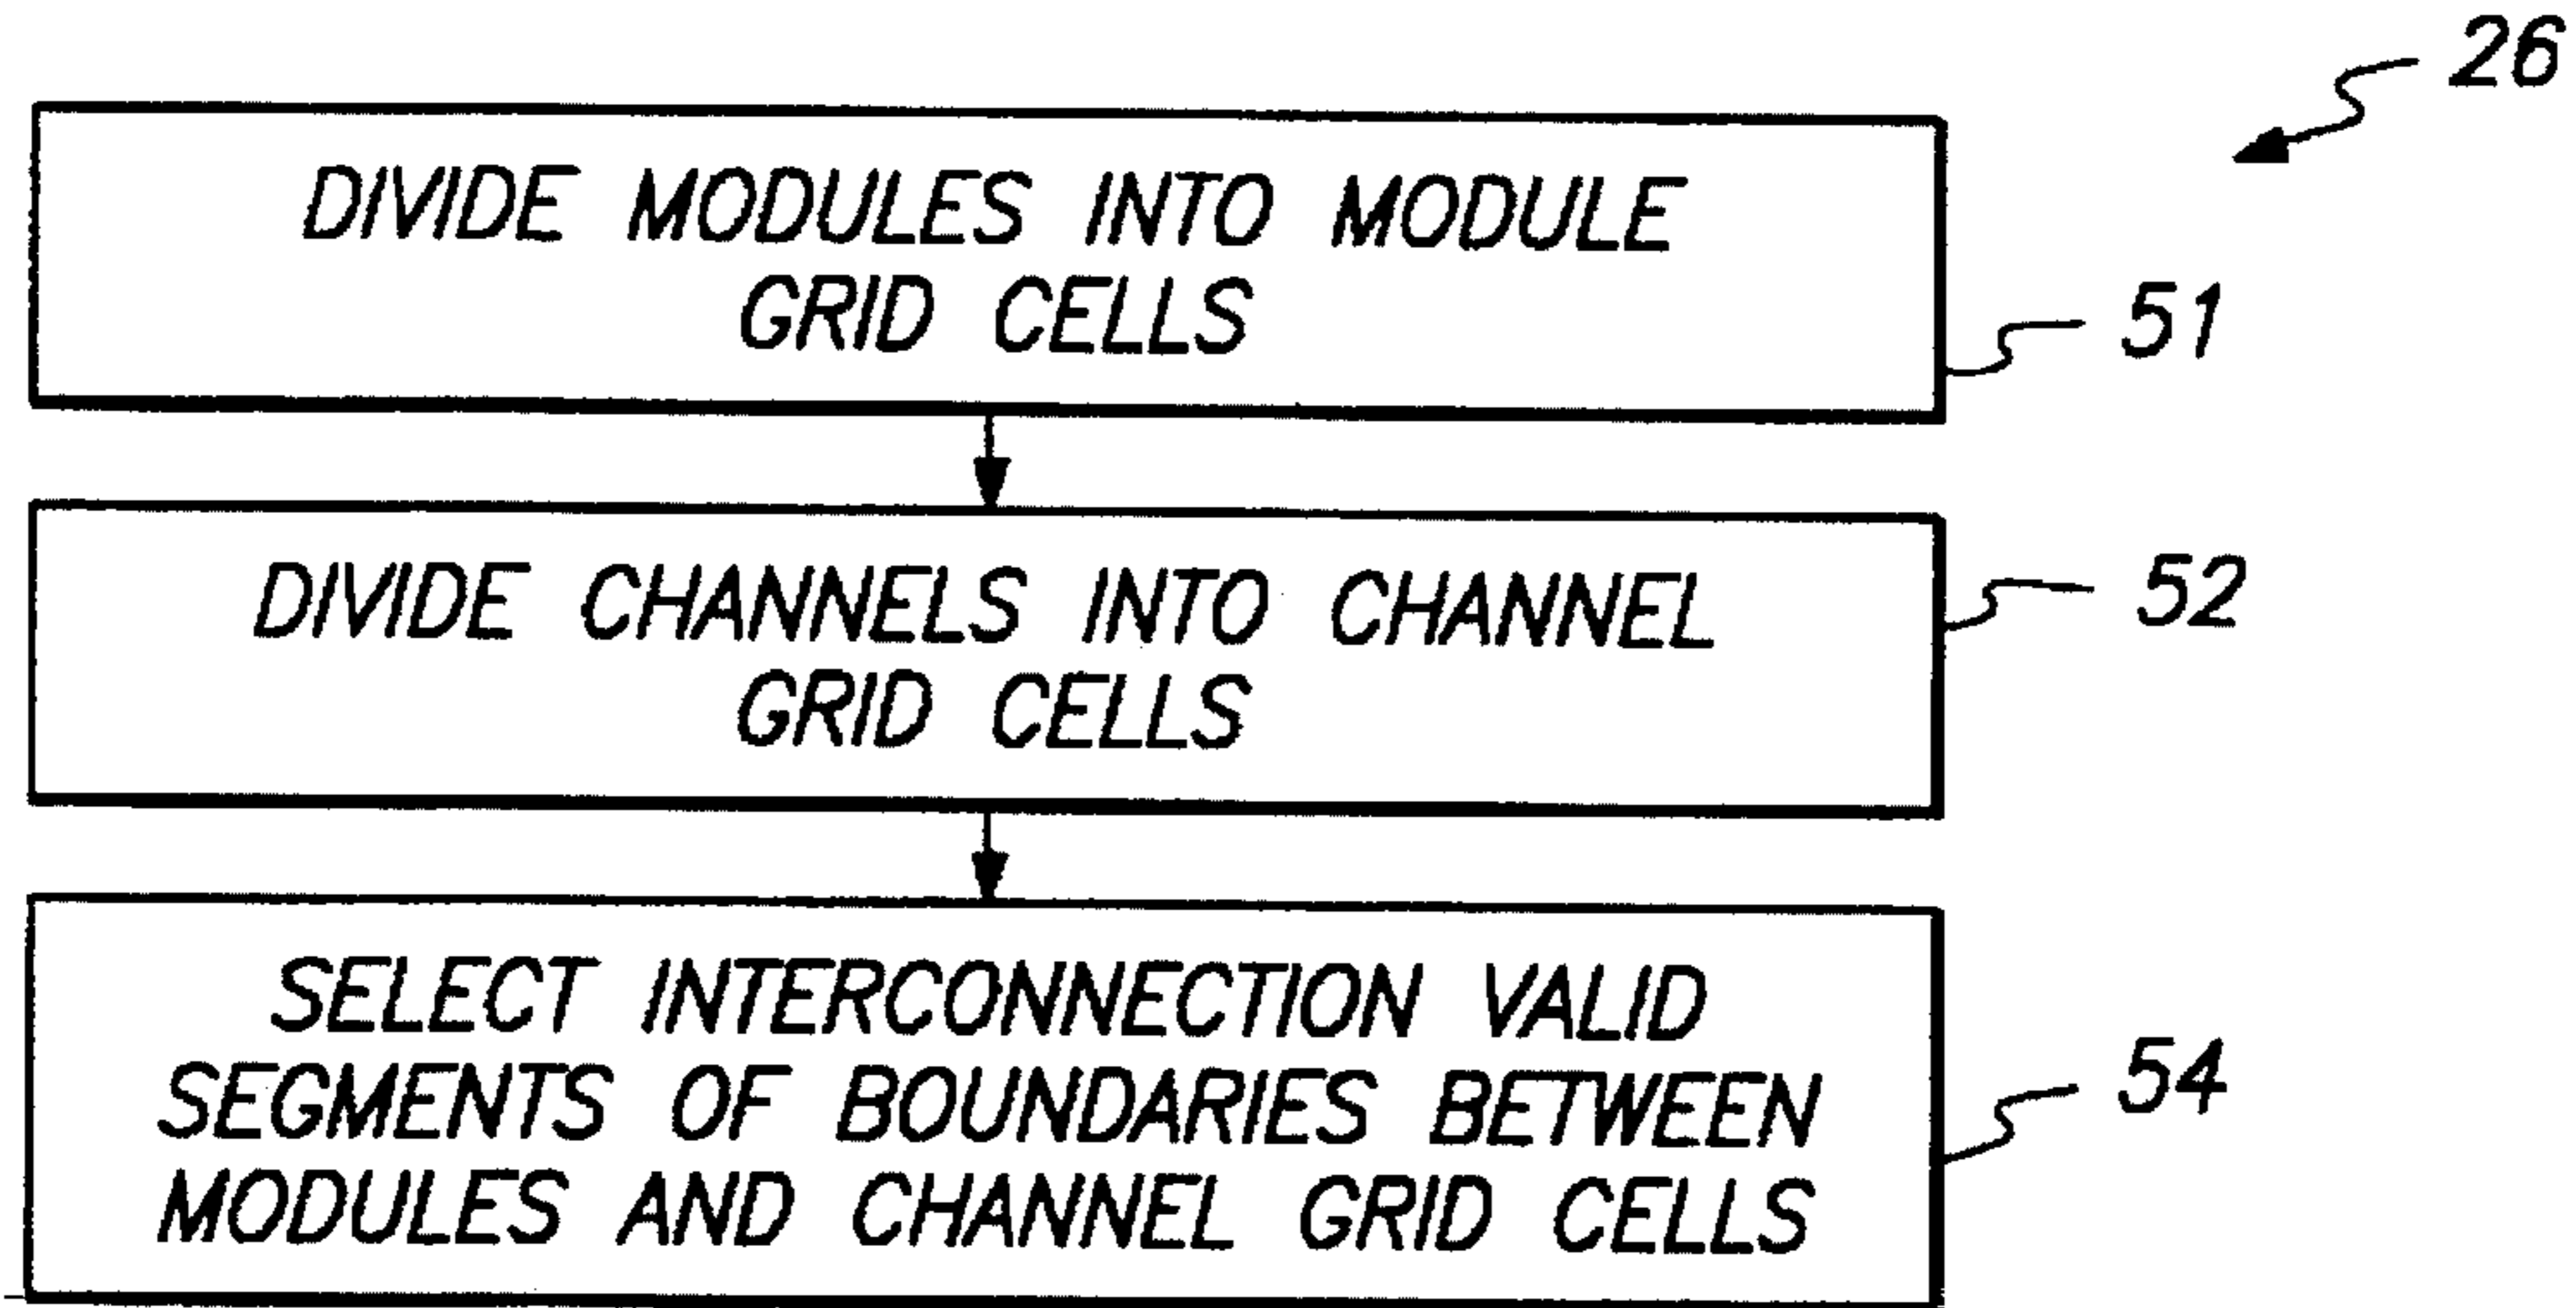 26
DIVIDE MODULES INTO MODULE
GRID CELLS
51
DIVIDE CHANNELS INTO CHANNEL
GRID CELLS
52
SELECT INTERCONNECTION VALID
SEGMENTS OF BOUNDARIES BETWEEN
MODULES AND CHANNEL GRID CELLS
54